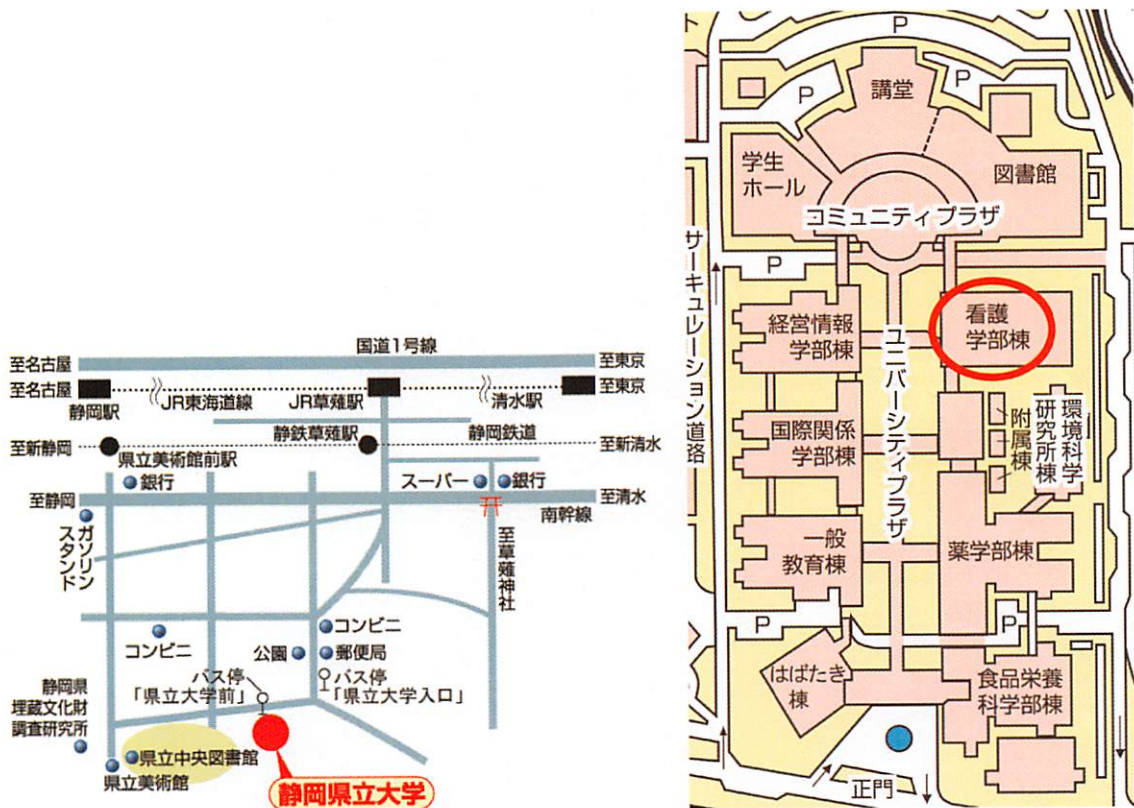 国道1号線
至名古屋
至東京
至名古屋
至東京
静岡駅
JR東海道線
JR草薙駅
清水駅
静鉄草薙駅
静岡鉄道
至新静岡
至新清水
県立美術館前駅
銀行
スーパー
銀行
至静岡
至清水
南幹線
ガソリン
スタンド
至草薙神社
コンビニ
コンビニ
公園
郵便局
バス停
「県立大学前」
バス停
「県立大学入口」
静岡県
埋蔵文化財
調査研究所
県立中央図書館
県立美術館
静岡県立大学
P
P
P
講堂
学生
ホール
図書館
コミュニティプラザ
サーキュレーション道路
P
経営情報
学部棟
看護
学部棟
ユニバーシティプラザ
国際関係
学部棟
附属棟
環境科学
研究所棟
一般
教育棟
薬学部棟
P
P
はばたき
棟
食品栄養
科学部棟
正門